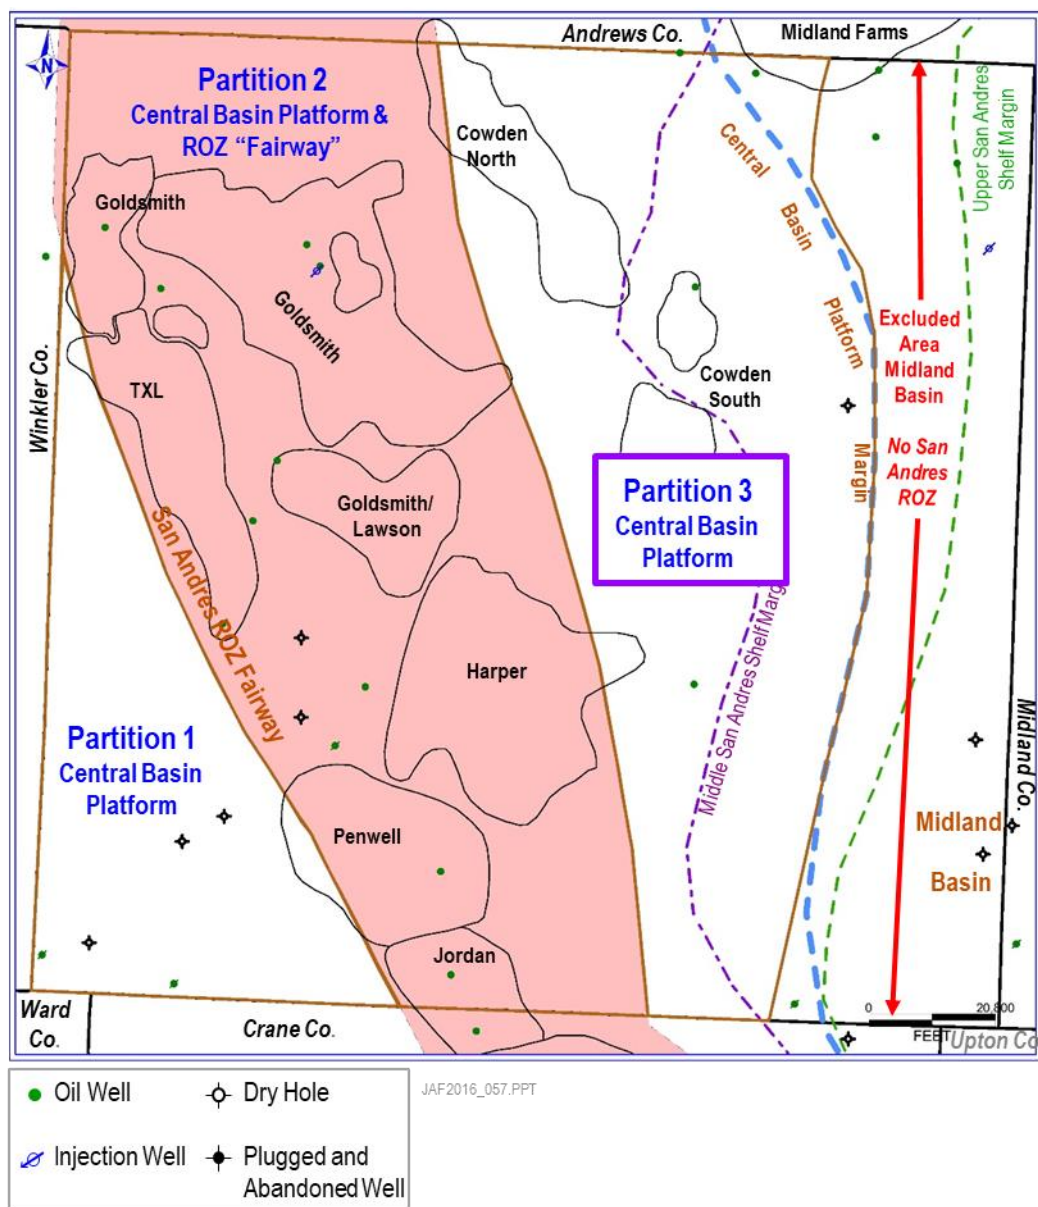 Andrews Co.
Midland Farms
N
Partition 2
Central Basin Platform &
ROZ “Fairway”
Cowden
North
Central
Basin
Platform
Margin
Upper San Andres
Shelf Margin
Goldsmith
Goldsmith
Winkler Co.
TXL
Excluded
Area
Midland
Basin
No San
Andres
ROZ
Cowden
South
Goldsmith/
Lawson
Partition 3
Central Basin
Platform
San Andres ROZ Fairway
Harper
Middle San Andres Shelf Marg
Midland Co.
Partition 1
Central Basin
Platform
Midland
Basin
Penwell
Jordan
Ward
Co.
Crane Co.
0 20,800
FEET
Upton Co
Oil Well
Dry Hole
JAF2016_057.PPT
Injection Well
Plugged and
Abandoned Well